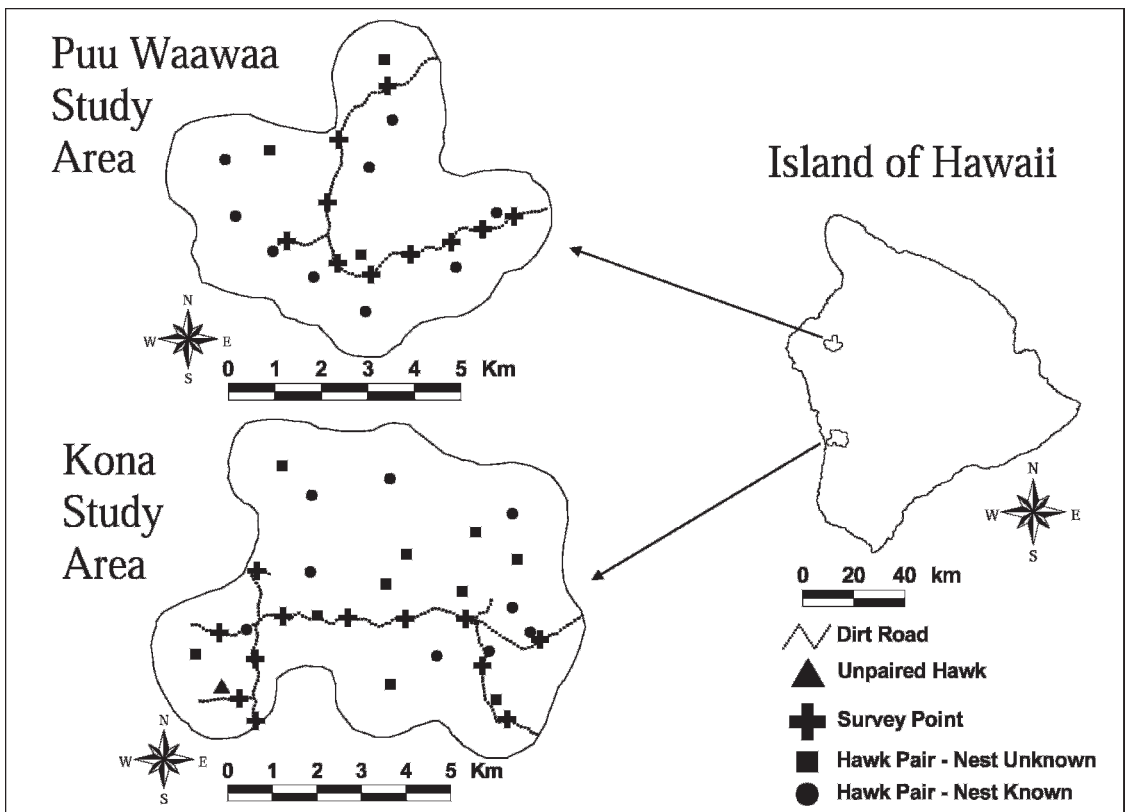 Puu Waawaa
Study
Area
N
W E
S
0 1 2 3 4 5 Km
Kona
Study
Area
N
W E
S
0 1 2 3 4 5 Km
Island of Hawaii
N
W E
S
0 20 40 km
Dirt Road
Unpaired Hawk
Survey Point
Hawk Pair - Nest Unknown
Hawk Pair - Nest Known